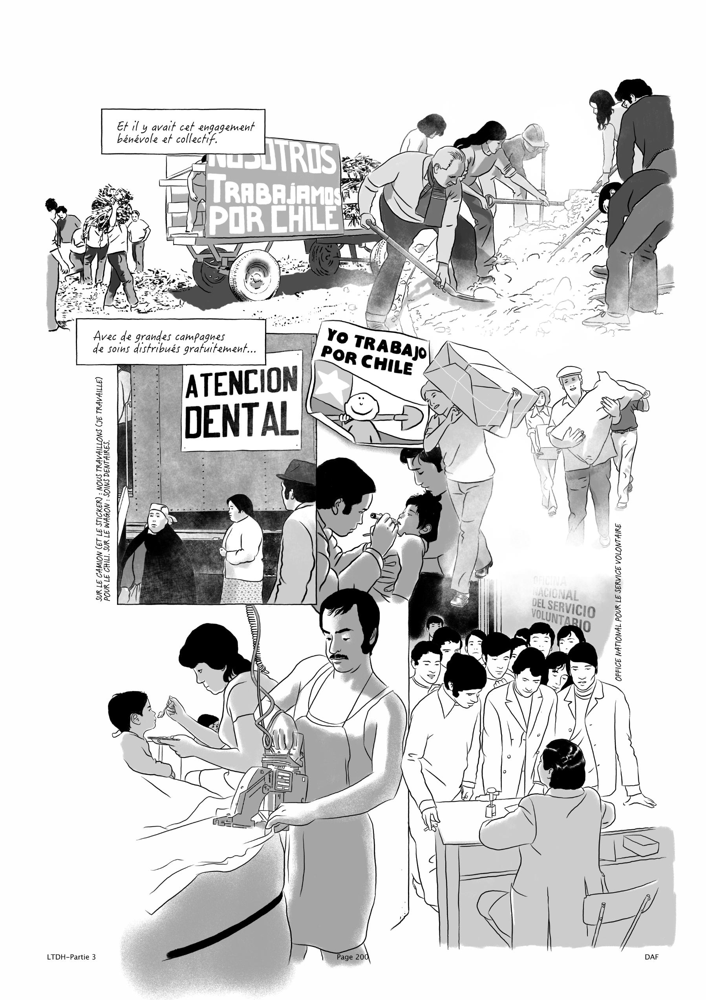 Et il y avait cet engagement
bénévole et collectif.
NOSOTROS
TRABAJAMOS
POR CHILE
Avec de grandes campagnes
de soins distribués gratuitement...
YO TRABAJO
POR CHILE
ATENCION
DENTAL
SUR LE CAMION (ET LE STICKER) : NOUS TRAVAILLONS (JE TRAVAILLE)
POUR LE CHILI. SUR LE WAGON : SOINS DENTAIRES.
OFICINA
NACIONAL
DEL SERVICIO
VOLUNTARIO
OFFICE NATIONAL POUR LE SERVICE VOLONTAIRE
LTDH-Partie 3
Page 200
DAF